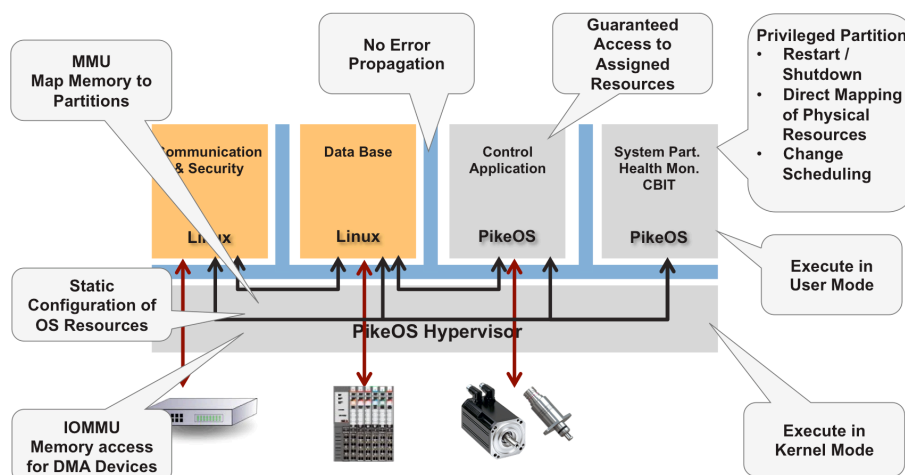 MMU
Map Memory to
Partitions
No Error
Propagation
Guaranteed
Access to
Assigned
Resources
Privileged Partition
• Restart /
Shutdown
• Direct Mapping
of Physical
Resources
• Change
Scheduling
Communication
& Security
Linux
Data Base
Linux
Control
Application
PikeOS
System Part.
Health Mon.
CBIT
PikeOS
Static
Configuration of
OS Resources
Execute in
User Mode
PikeOS Hypervisor
IOMMU
Memory access
for DMA Devices
Execute in
Kernel Mode